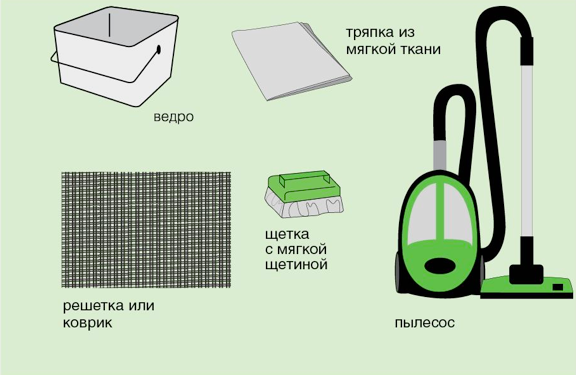 тряпка из
мягкой ткани
ведро
щетка
с мягкой
щетиной
решетка или
коврик
пылесос